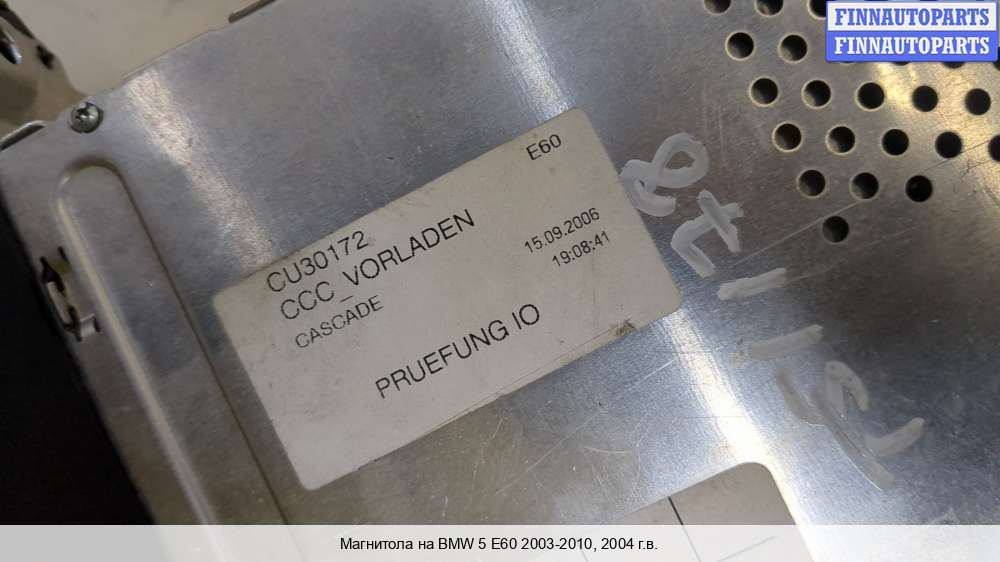 FINNAUTOPARTS
FINNAUTOPARTS
E60
CU30172
CCC_VORLADEN
CASCADE
15.09.2006
19:08:41
PRUEFUNG IO
Магнитола на BMW 5 E60 2003-2010, 2004 г.в.